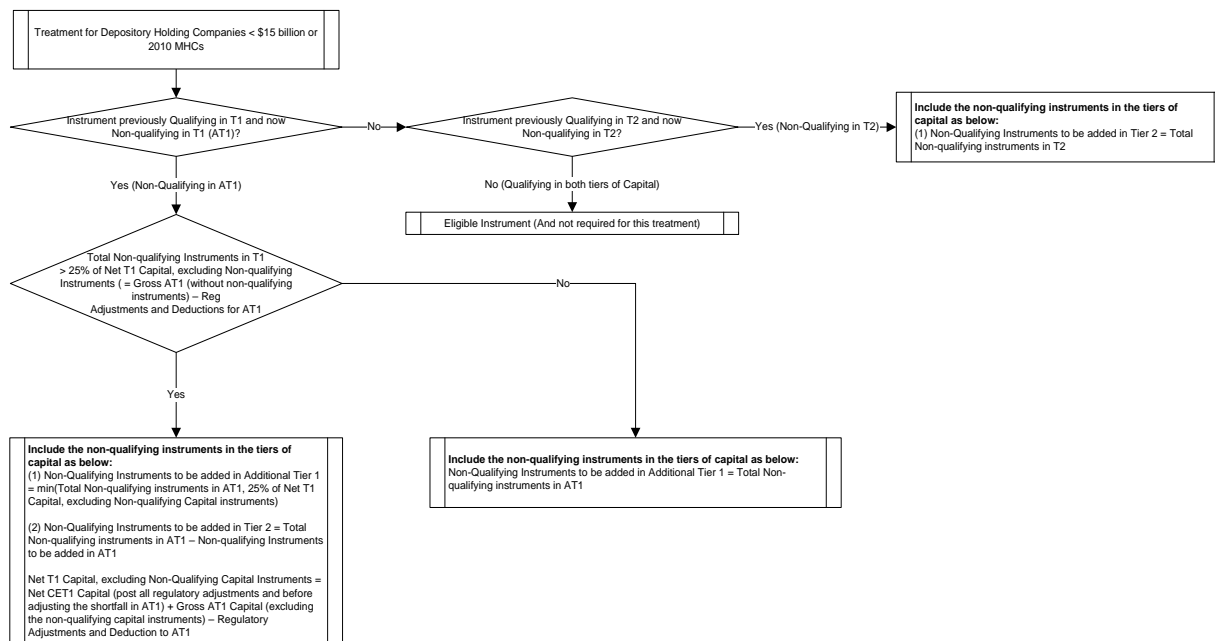 Treatment for Depository Holding Companies < $15 billion or
2010 MHCs
Instrument previously Qualifying in T1 and now
Non-qualifying in T1 (AT1)?
No
Instrument previously Qualifying in T2 and now
Non-qualifying in T2?
Yes (Non-Qualifying in T2)
Include the non-qualifying instruments in the tiers of
capital as below:
(1) Non-Qualifying Instruments to be added in Tier 2 = Total
Non-qualifying instruments in T2
Yes (Non-Qualifying in AT1)
No (Qualifying in both tiers of Capital)
Eligible Instrument (And not required for this treatment)
Total Non-qualifying Instruments in T1
> 25% of Net T1 Capital, excluding Non-qualifying
Instruments ( = Gross AT1 (without non-qualifying
instruments) – Reg
Adjustments and Deductions for AT1
No
Yes
Include the non-qualifying instruments in the tiers of
capital as below:
(1) Non-Qualifying Instruments to be added in Additional Tier 1
= min(Total Non-qualifying instruments in AT1, 25% of Net T1
Capital, excluding Non-qualifying Capital instruments)
(2) Non-Qualifying Instruments to be added in Tier 2 = Total
Non-qualifying instruments in AT1 – Non-qualifying Instruments
to be added in AT1
Net T1 Capital, excluding Non-Qualifying Capital Instruments =
Net CET1 Capital (post all regulatory adjustments and before
adjusting the shortfall in AT1) + Gross AT1 Capital (excluding
the non-qualifying capital instruments) – Regulatory
Adjustments and Deduction to AT1
Include the non-qualifying instruments in the tiers of capital as below:
Non-Qualifying Instruments to be added in Additional Tier 1 = Total Non-
qualifying instruments in AT1